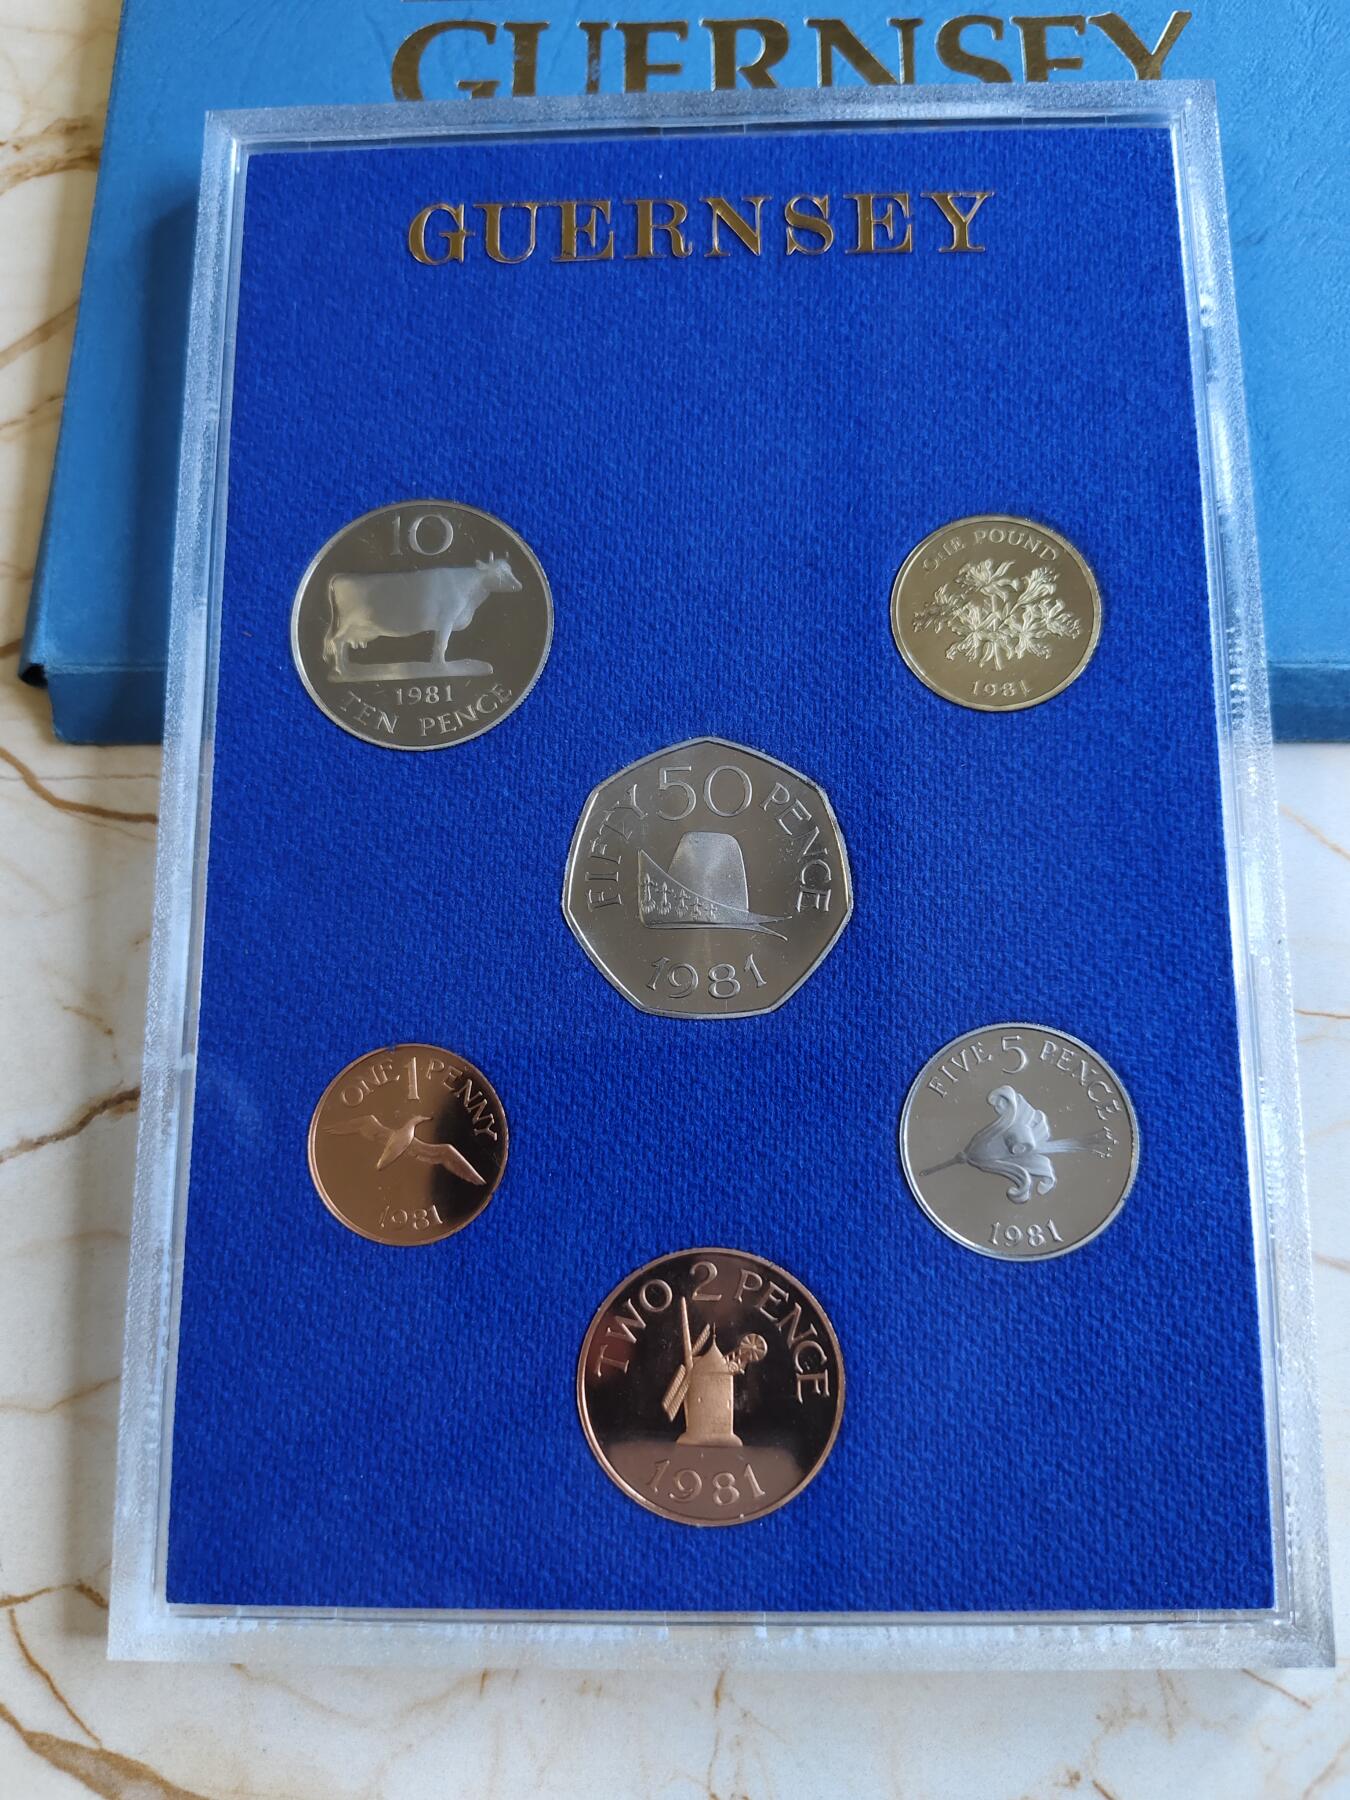 GUERNSEY
GUERNSEY
10
1981
TEN PENCE
ONE POUND
1981
FIFTY 50 PENCE
1981
ONE 1 PENNY
1981
FIVE 5 PENCE
1981
TWO 2 PENCE
1981